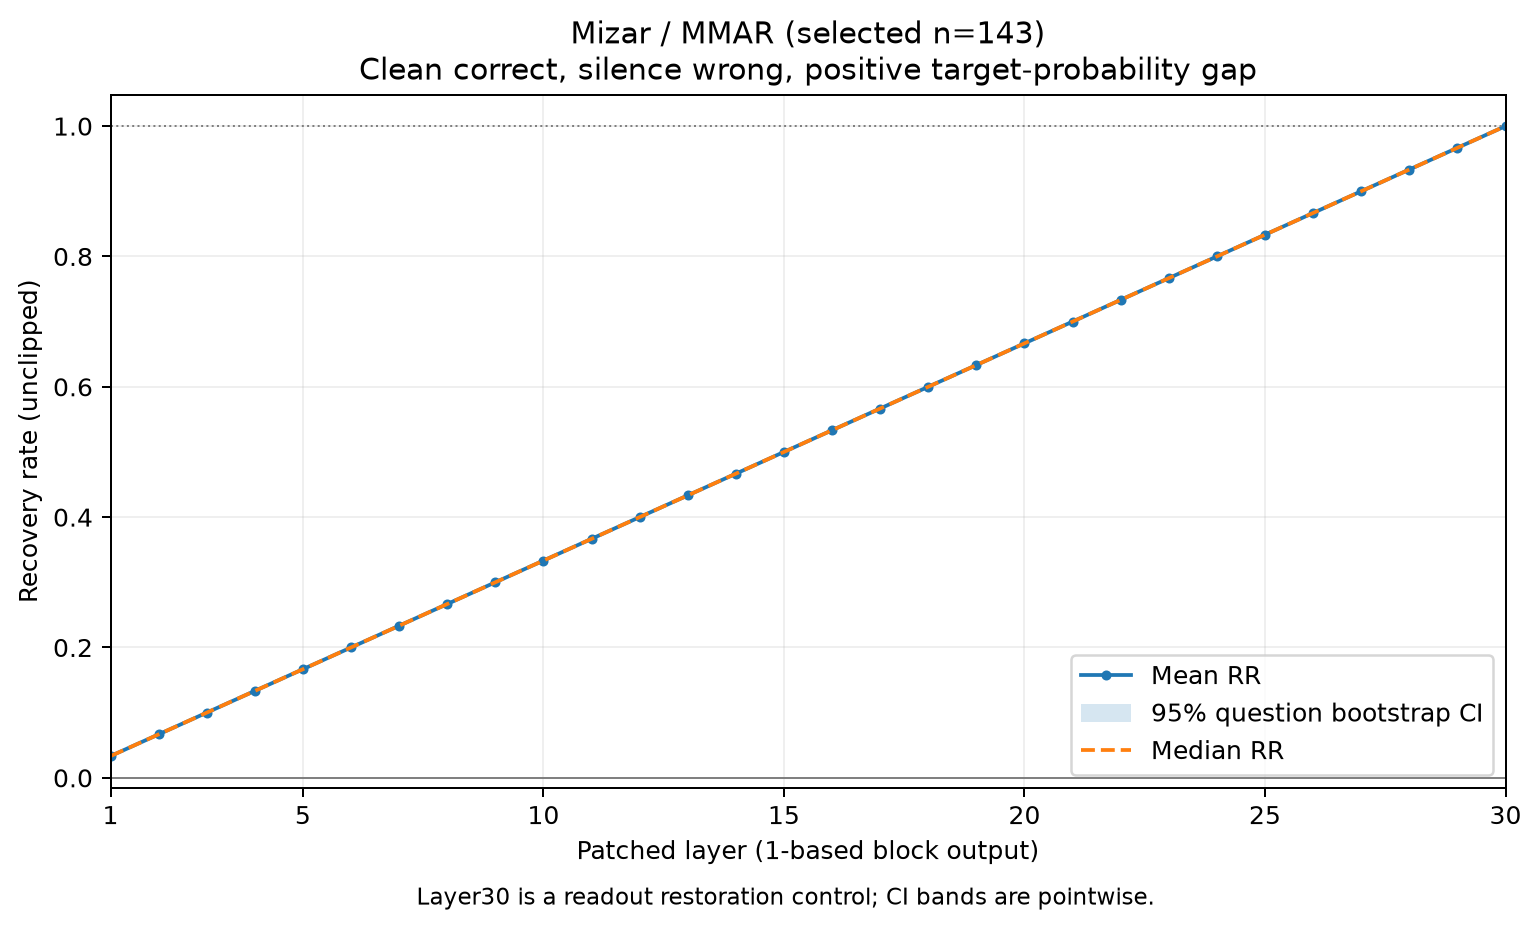 Mizar / MMAR (selected n=143)
Clean correct, silence wrong, positive target-probability gap
Recovery rate (unclipped)
1.0
0.8
0.6
0.4
0.2
0.0
Mean RR
95% question bootstrap CI
Median RR
1 5 10 15 20 25 30
Patched layer (1-based block output)
Layer30 is a readout restoration control; CI bands are pointwise.